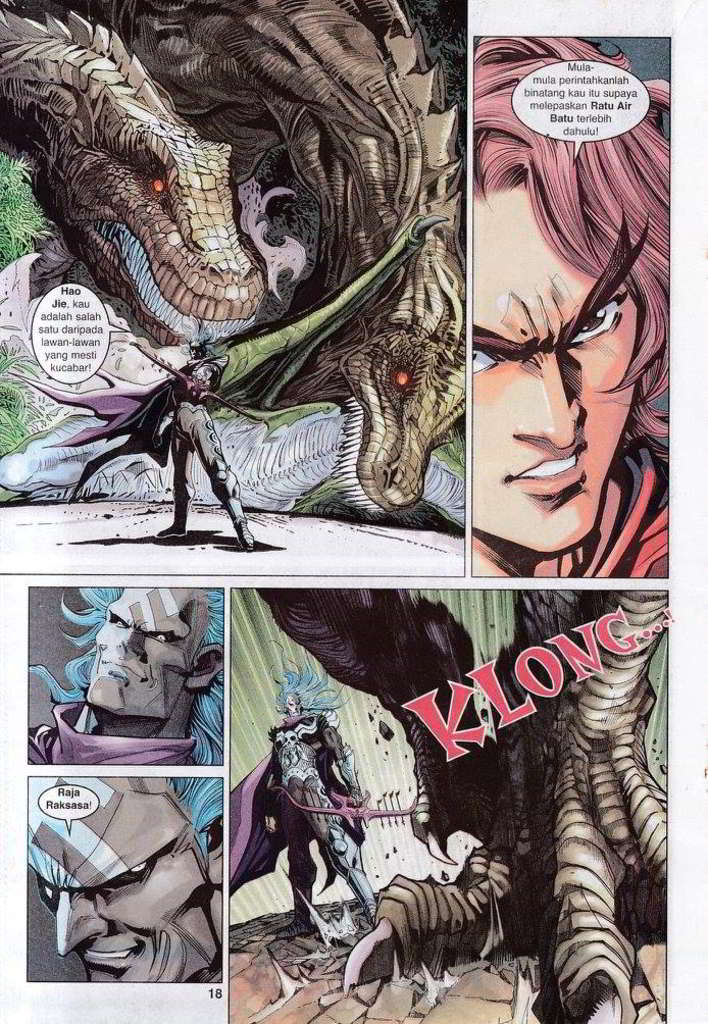 Hao
Jie, kau
adalah salah
satu daripada
lawan-lawan
yang mesti
kucabar!
Mula-
mula perintahkanlah
binatang kau itu supaya
melepaskan Ratu Air
Batu terlebih
dahulu!
Raja
Raksasa!
KLONG....!
18